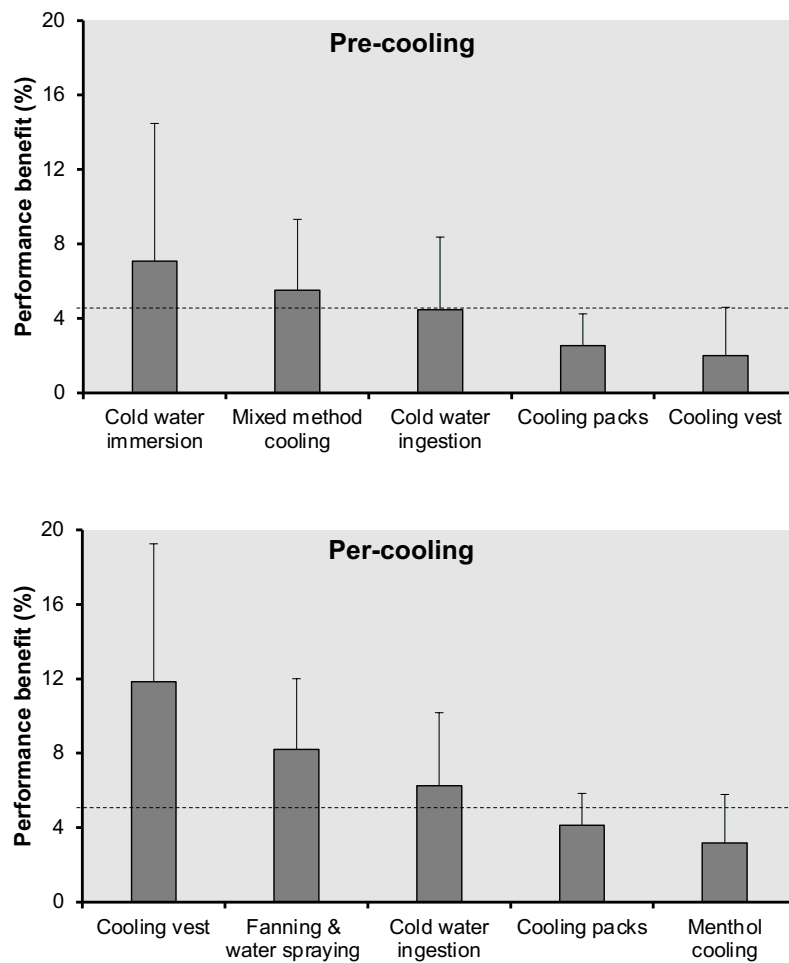 Pre-cooling
Performance benefit (%)
20
16
12
8
4
0
Cold water
immersion
Mixed method
cooling
Cold water
ingestion
Cooling packs
Cooling vest
Per-cooling
Performance benefit (%)
20
16
12
8
4
0
Cooling vest
Fanning &
water spraying
Cold water
ingestion
Cooling packs
Menthol
cooling